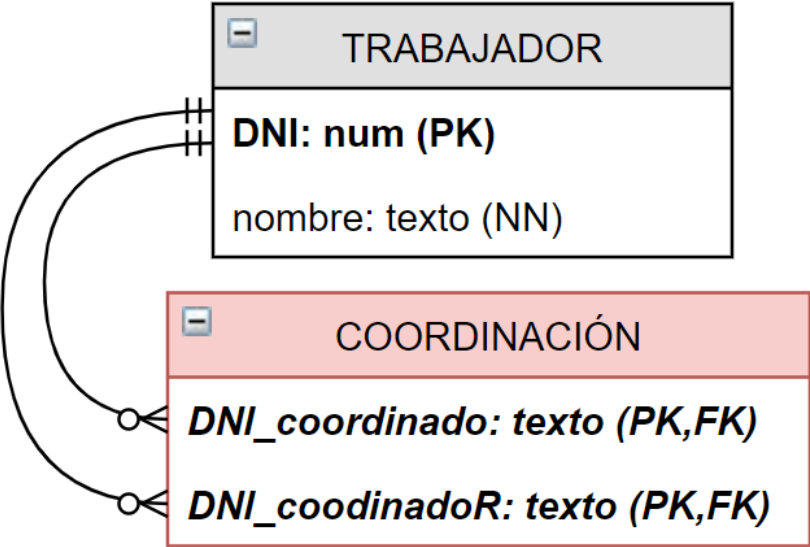 TRABAJADOR
DNI: num (PK)
nombre: texto (NN)
COORDINACIÓN
DNI_coordinado: texto (PK,FK)
DNI_coodinadoR: texto (PK,FK)